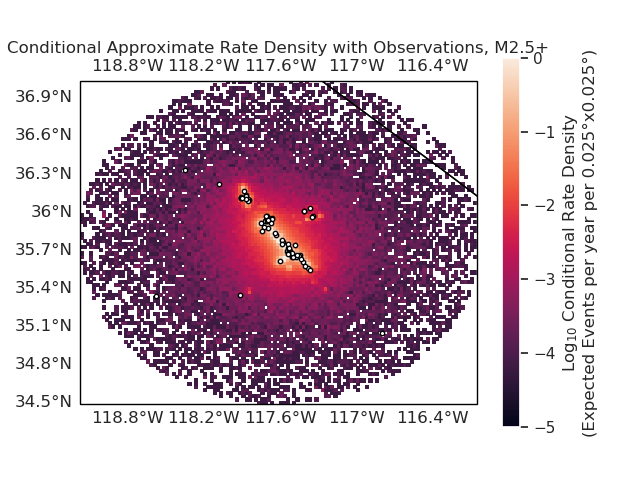 Conditional Approximate Rate Density with Observations, M2.5+
118.8°W 118.2°W 117.6°W 117°W 116.4°W
36.9°N
36.6°N
36.3°N
36°N
35.7°N
35.4°N
35.1°N
34.8°N
34.5°N
118.8°W 118.2°W 117.6°W 117°W 116.4°W
0
−1
−2
−3
−4
−5
Log₁₀ Conditional Rate Density
(Expected Events per year per 0.025°x0.025°)